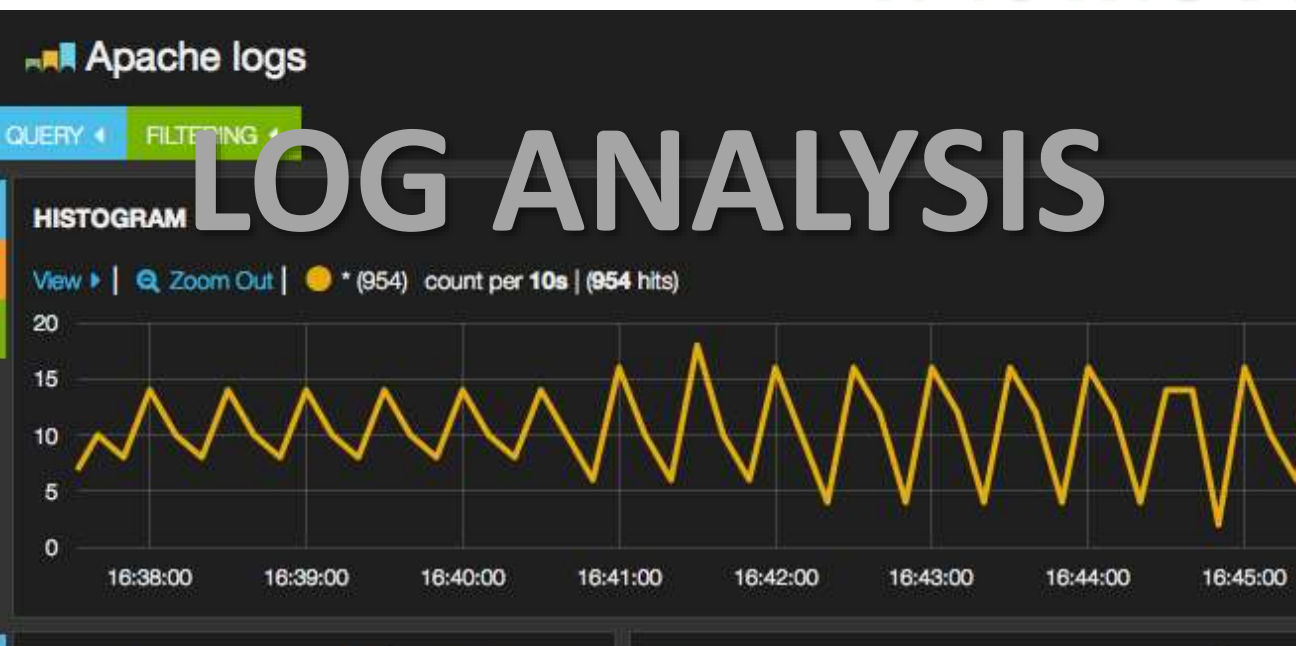 Apache logs
QUERY FILTERING
LOG ANALYSIS
HISTOGRAM
View | Zoom Out | * (954) count per 10s | (954 hits)
20
15
10
5
0
16:38:00 16:39:00 16:40:00 16:41:00 16:42:00 16:43:00 16:44:00 16:45:00